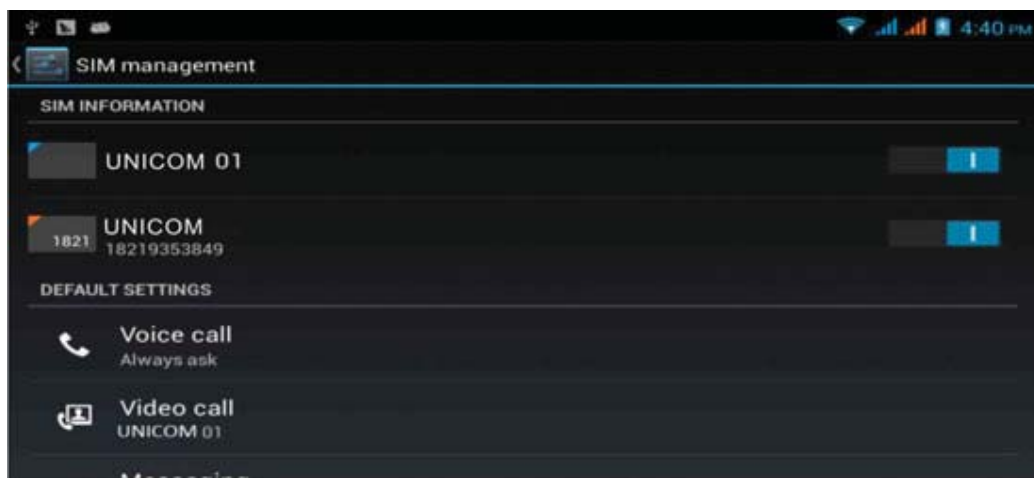 4:40 PM
SIM management
SIM INFORMATION
UNICOM 01
1821
UNICOM
18219353849
DEFAULT SETTINGS
Voice call
Always ask
Video call
UNICOM 01
Messaging